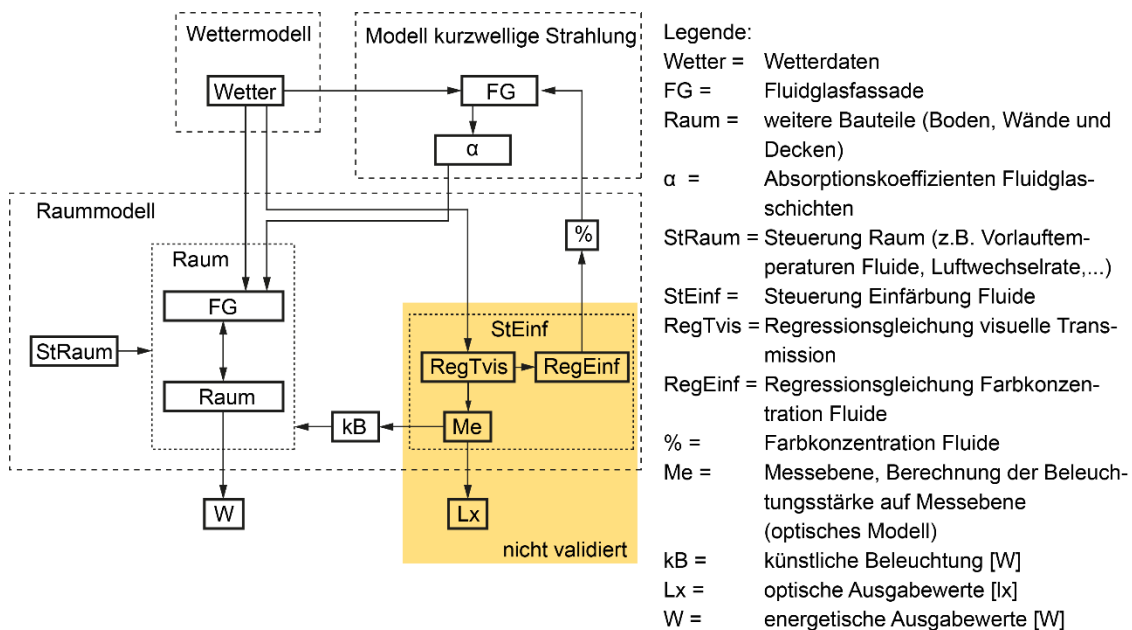 Wettermodell
Modell kurzwellige Strahlung
Wetter
FG
α
Raummodell
%
Raum
FG
StEinf
StRaum
RegTvis
RegEinf
Raum
kB
Me
W
Lx
nicht validiert
Legende:
Wetter = Wetterdaten
FG = Fluidglasfassade
Raum = weitere Bauteile (Boden, Wände und
Decken)
α = Absorptionskoeffizienten Fluidglas-
schichten
StRaum = Steuerung Raum (z.B. Vorlauftem-
peraturen Fluide, Luftwechselrate,...)
StEinf = Steuerung Einfärbung Fluide
RegTvis = Regressionsgleichung visuelle Trans-
mission
RegEinf = Regressionsgleichung Farbkonzen-
tration Fluide
% = Farbkonzentration Fluide
Me = Messebene, Berechnung der Beleuch-
tungsstärke auf Messebene
(optisches Modell)
kB = künstliche Beleuchtung [W]
Lx = optische Ausgabewerte [lx]
W = energetische Ausgabewerte [W]